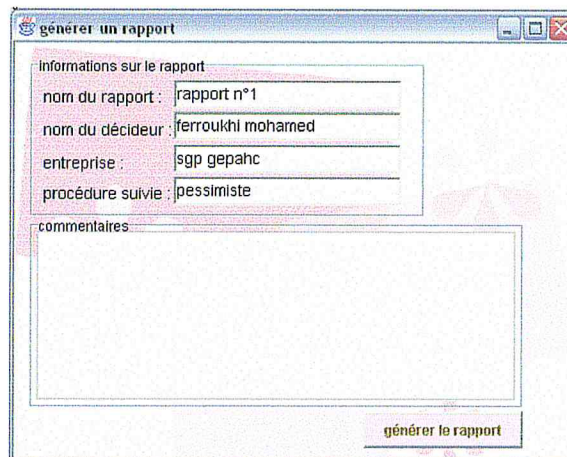 générer un rapport
informations sur le rapport
nom du rapport : rapport n°1
nom du décideur : ferroukhi mohamed
entreprise : sgp gepahc
procédure suivie : pessimiste
commentaires
générer le rapport